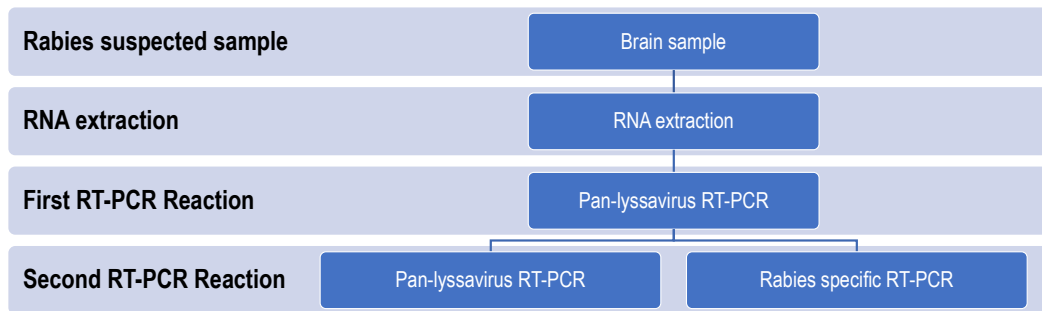 Rabies suspected sample
Brain sample
RNA extraction
RNA extraction
First RT-PCR Reaction
Pan-lyssavirus RT-PCR
Second RT-PCR Reaction
Pan-lyssavirus RT-PCR
Rabies specific RT-PCR